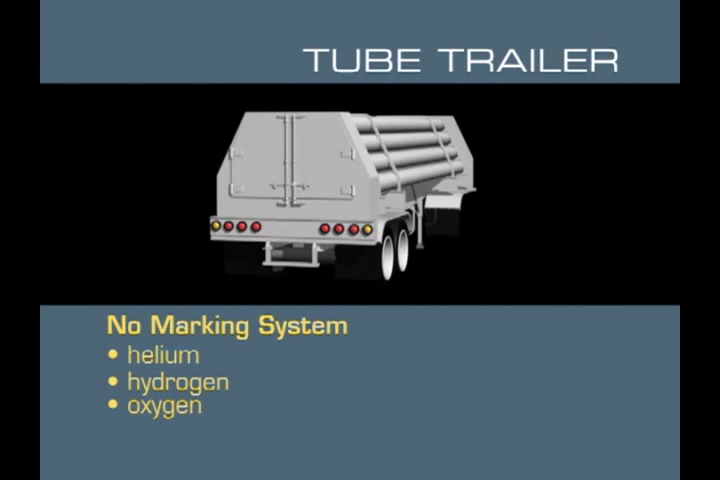 TUBE TRAILER
No Marking System
• helium
• hydrogen
• oxygen